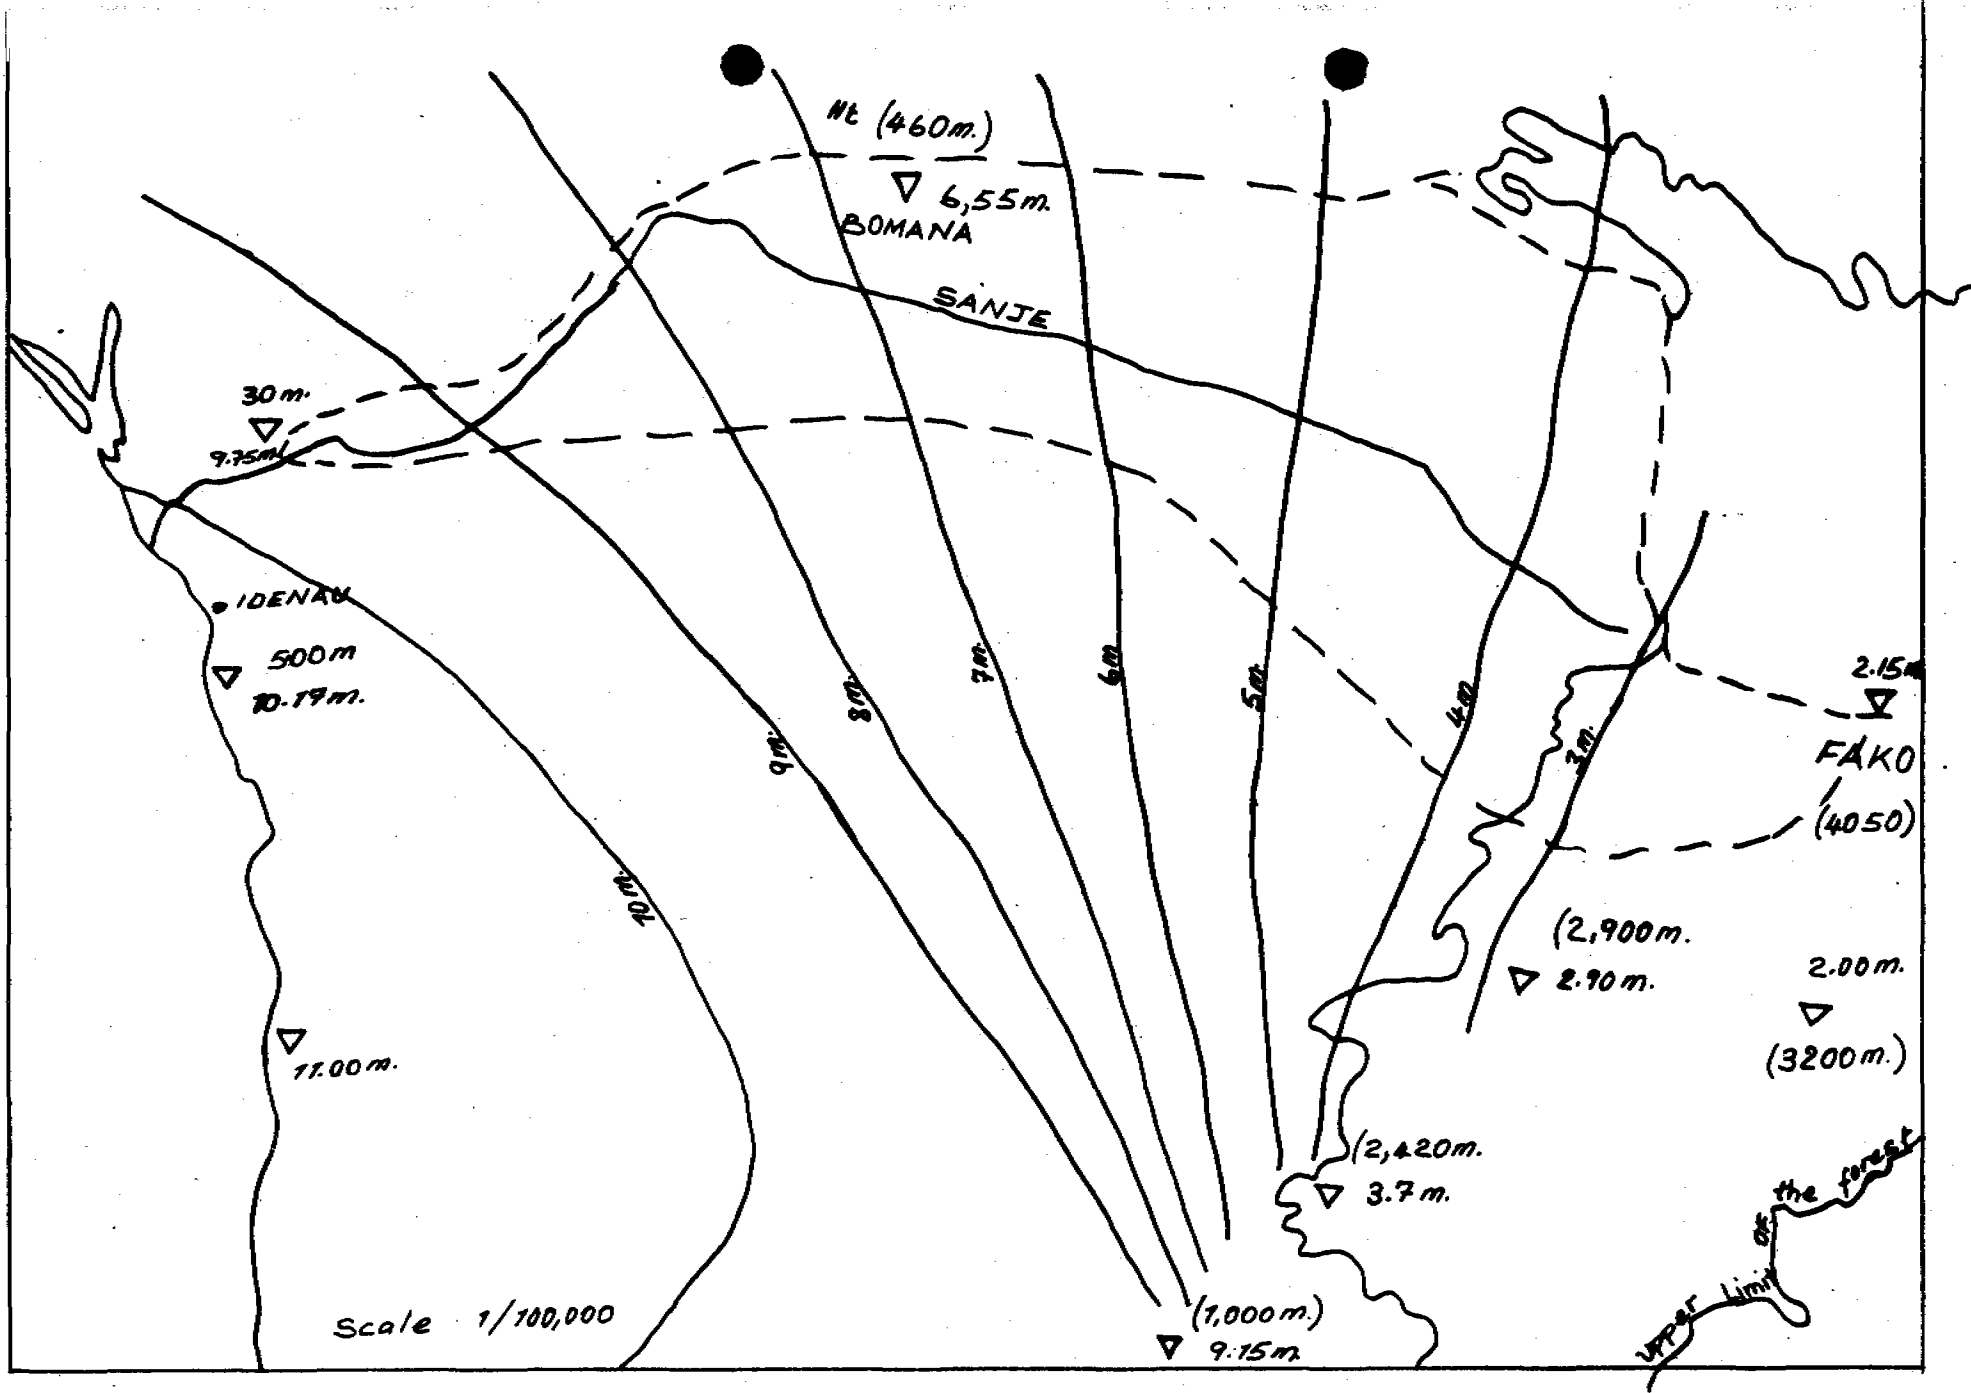 Mt (460m.)
6,55m.
BOMANA
SANJE
30m.
9.75m.
IDENAU
500m
10.19m.
2.15m
FAKO
(4050)
7m.
6m
5m.
4m
8m.
9m.
3m.
10m.
(2,900m.
2.90m.
2.00m.
(3200m.)
11.00m.
(2,420m.
3.7m.
Upper Limit of the forest
Scale 1/100,000
(1,000m.)
9.15m.